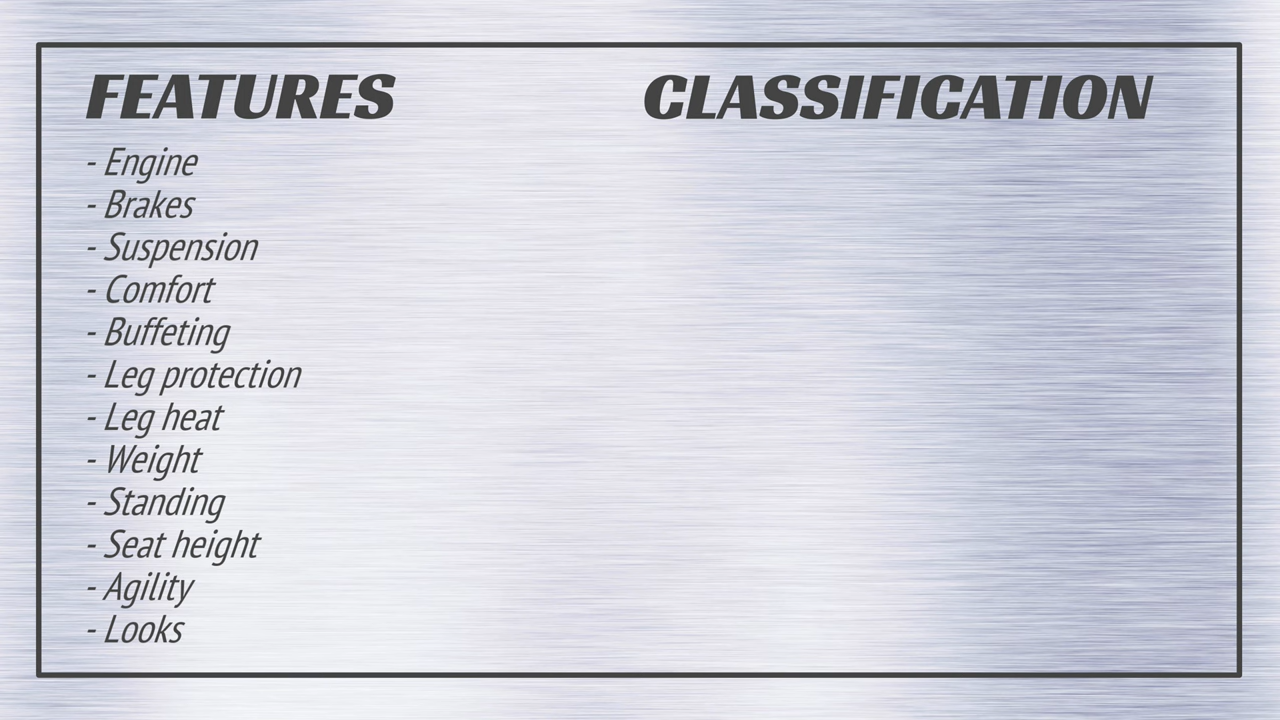 FEATURES
CLASSIFICATION
- Engine
- Brakes
- Suspension
- Comfort
- Buffeting
- Leg protection
- Leg heat
- Weight
- Standing
- Seat height
- Agility
- Looks